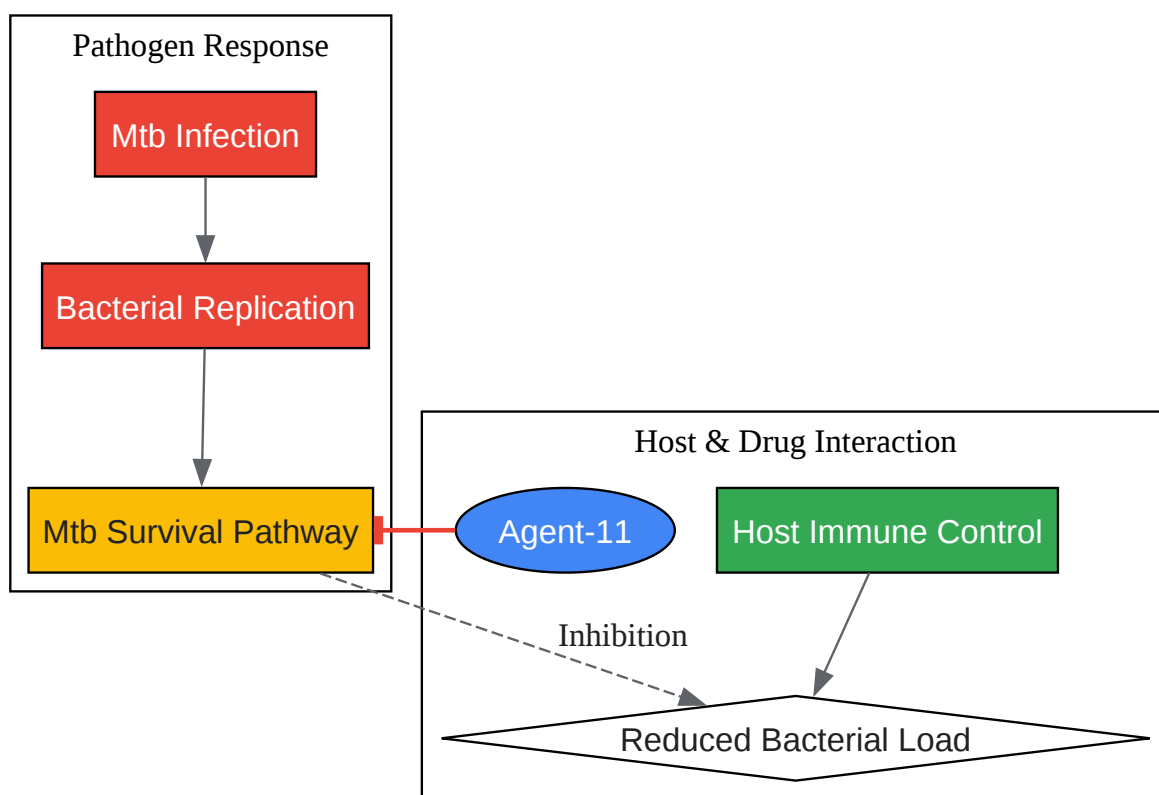 Pathogen Response
Mtb Infection
Bacterial Replication
Mtb Survival Pathway
Host & Drug Interaction
Agent-11
Host Immune Control
Inhibition
Reduced Bacterial Load